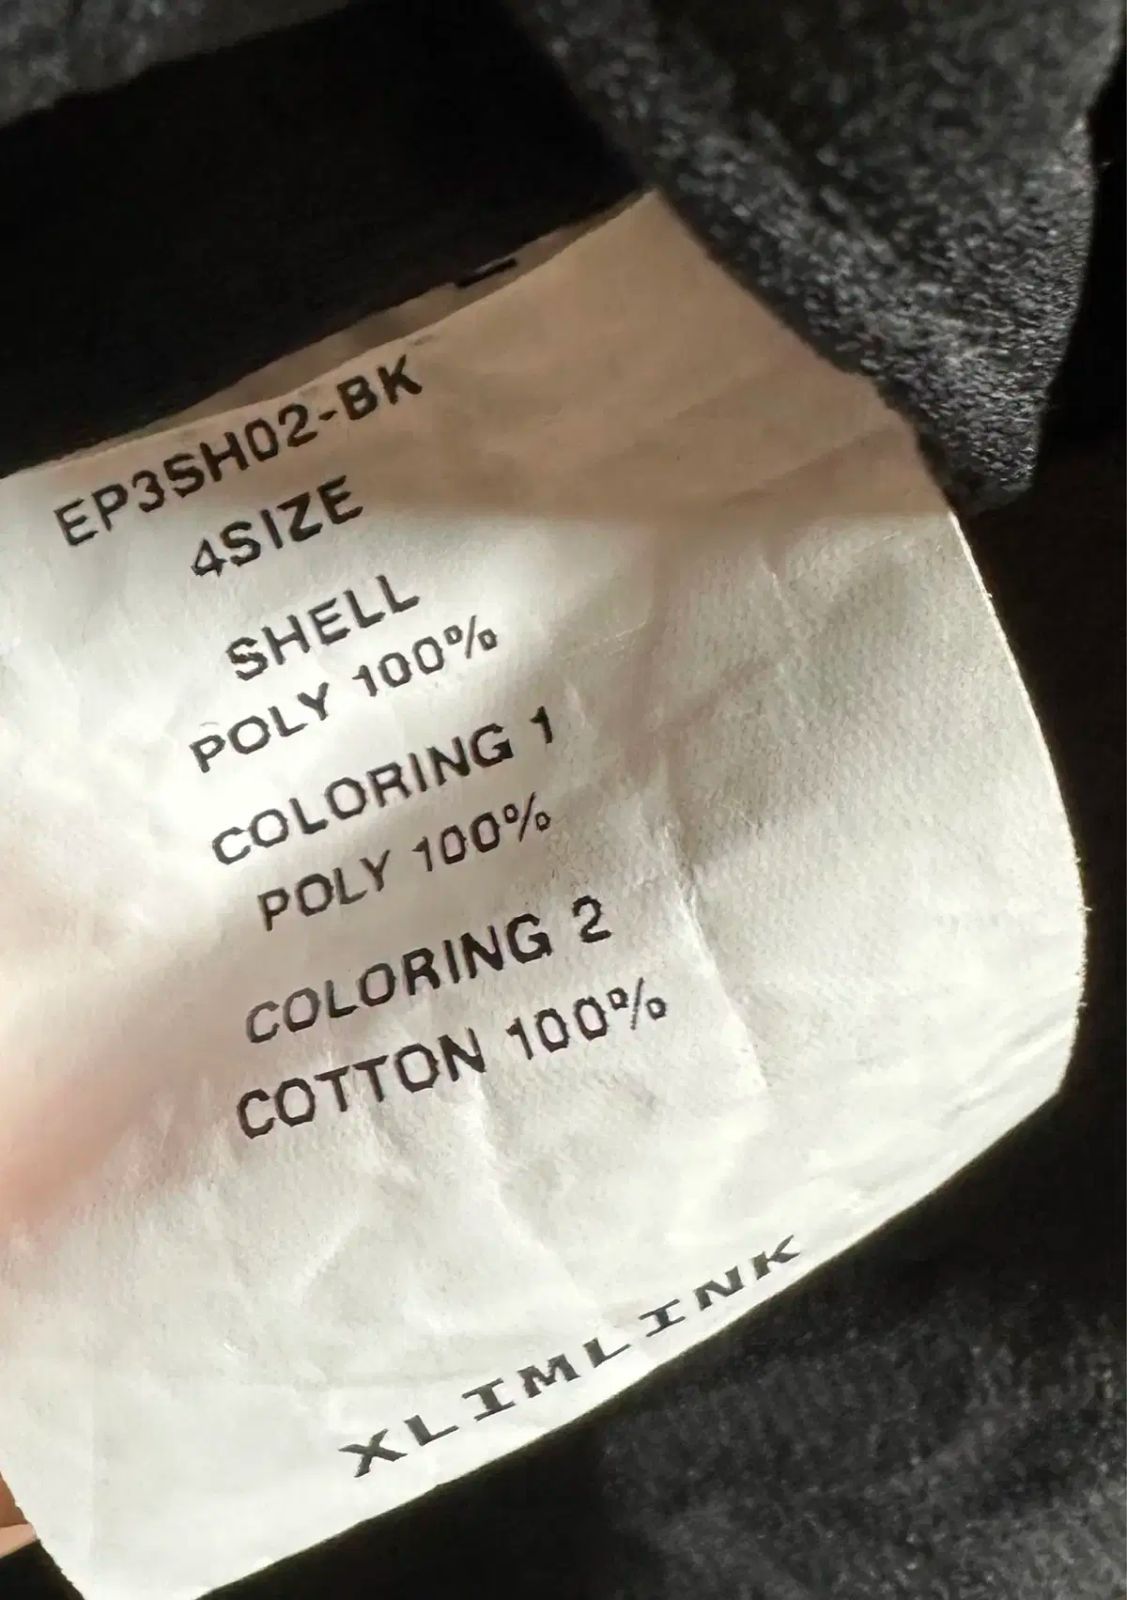 EP3SH02-BK
4SIZE
SHELL
POLY 100%
COLORING 1
POLY 100%
COLORING 2
COTTON 100%
XLIMLINK